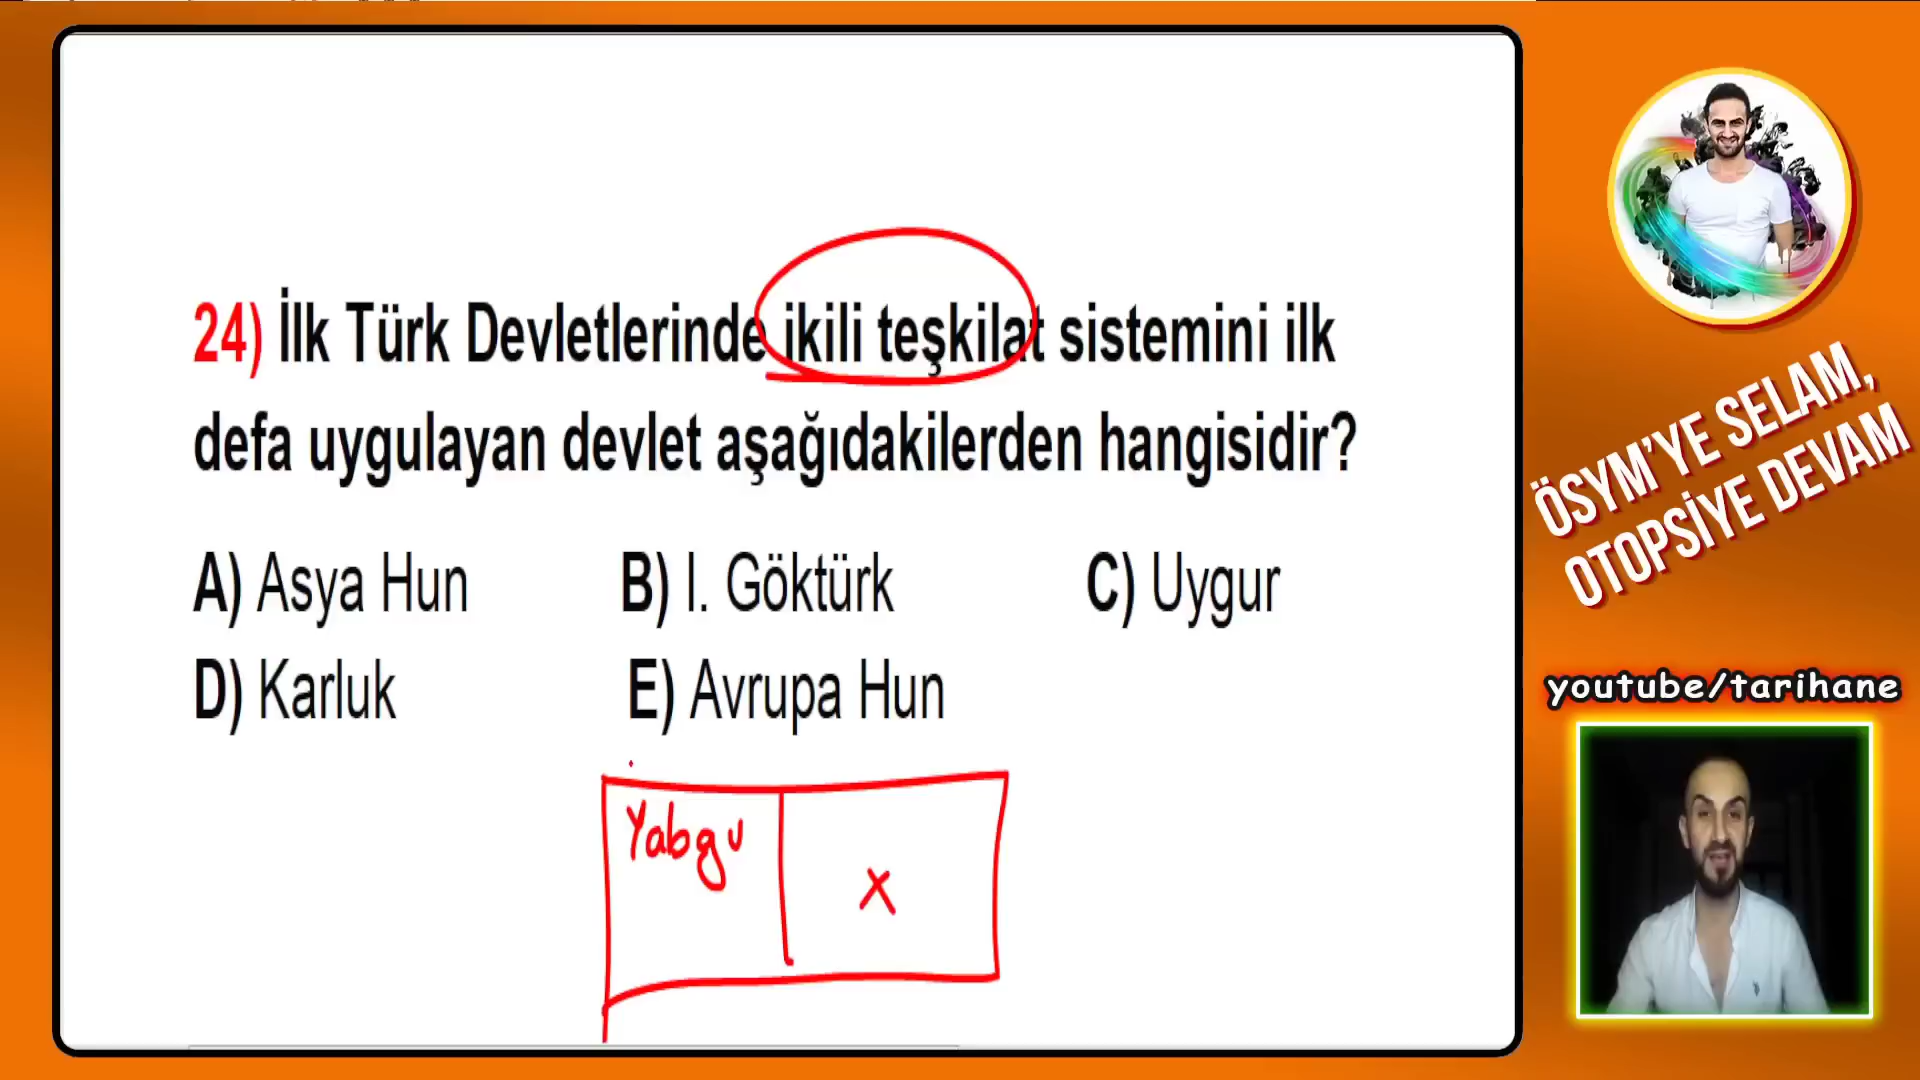 24) İlk Türk Devletlerinde ikili teşkilat sistemini ilk
defa uygulayan devlet aşağıdakilerden hangisidir?
A) Asya Hun B) I. Göktürk C) Uygur
D) Karluk E) Avrupa Hun
Yabgu x
ÖSYM'YE SELAM,
OTOPSİYE DEVAM
youtube/tarihane